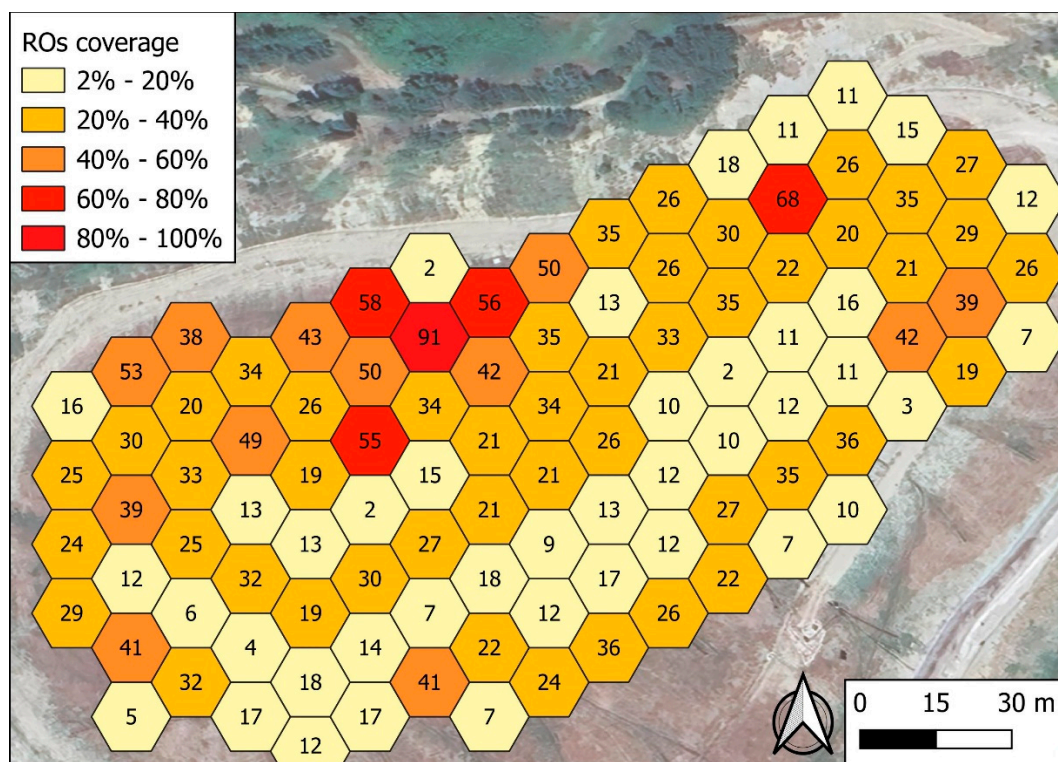 ROs coverage
2% - 20%
20% - 40%
40% - 60%
60% - 80%
80% - 100%
11
11 15
18 26 27
26 68 35 12
35 30 20 29
2 50 26 22 21 26
58 56 13 35 16 39
38 43 91 35 33 11 42 7
53 34 50 42 21 2 11 19
16 20 26 34 34 10 12 3
30 49 55 21 26 10 36
25 33 19 15 21 12 35
39 13 2 21 13 27 10
24 25 13 27 9 12 7
12 32 30 18 17 22
29 6 19 7 12 26
41 4 14 22 36
32 18 41 24
5 17 17 7
12
0 15 30 m